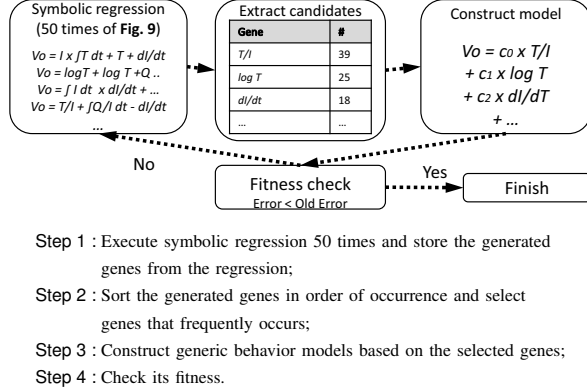 Symbolic regression
(50 times of Fig. 9)
Vo = I x ∫T dt + T + dI/dt
Vo = logT + log T +Q ..
Vo = ∫ I dt x dI/dt + ...
Vo = T/I + ∫Q/I dt - dI/dt
...
Extract candidates
Gene #
T/I 39
log T 25
dI/dt 18
... ...
Construct model
Vo = c0 x T/I
+ c1 x log T
+ c2 x dI/dT
+ ...
No
Fitness check
Error < Old Error
Yes
Finish
Step 1 : Execute symbolic regression 50 times and store the generated
genes from the regression;
Step 2 : Sort the generated genes in order of occurrence and select
genes that frequently occurs;
Step 3 : Construct generic behavior models based on the selected genes;
Step 4 : Check its fitness.